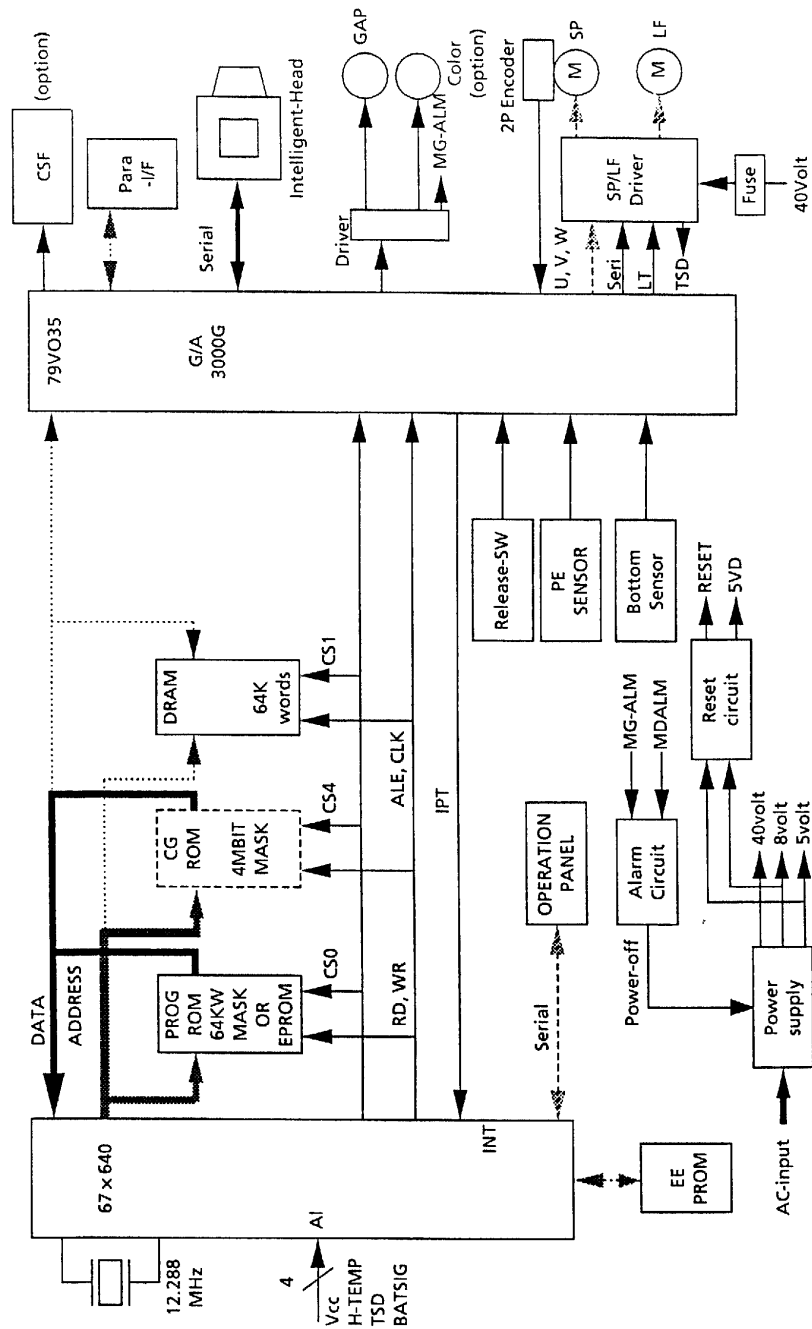 CSF
(option)
Para
-I/F
Serial
Intelligent-Head
GAP
Color
(option)
MG-ALM
Driver
2P Encoder
M
SP
M
LF
SP/LF
Driver
U, V, W
Seri
LT
TSD
Fuse
40Volt
79VO35
G/A
3000G
DATA
ADDRESS
DRAM
64K
words
CS1
CG
ROM
4MBIT
MASK
CS4
PROG
ROM
64KW
MASK
OR
EPROM
CS0
RD, WR
ALE, CLK
IPT
Release-SW
PE
SENSOR
Bottom
Sensor
67 x 640
AI
INT
12.288
MHz
4
Vcc
H-TEMP
TSD
BATSIG
EE
PROM
Serial
OPERATION
PANEL
MG-ALM
MDALM
Alarm
Circuit
Power-off
RESET
5VD
Reset
circuit
40volt
8volt
5volt
Power
supply
AC-input